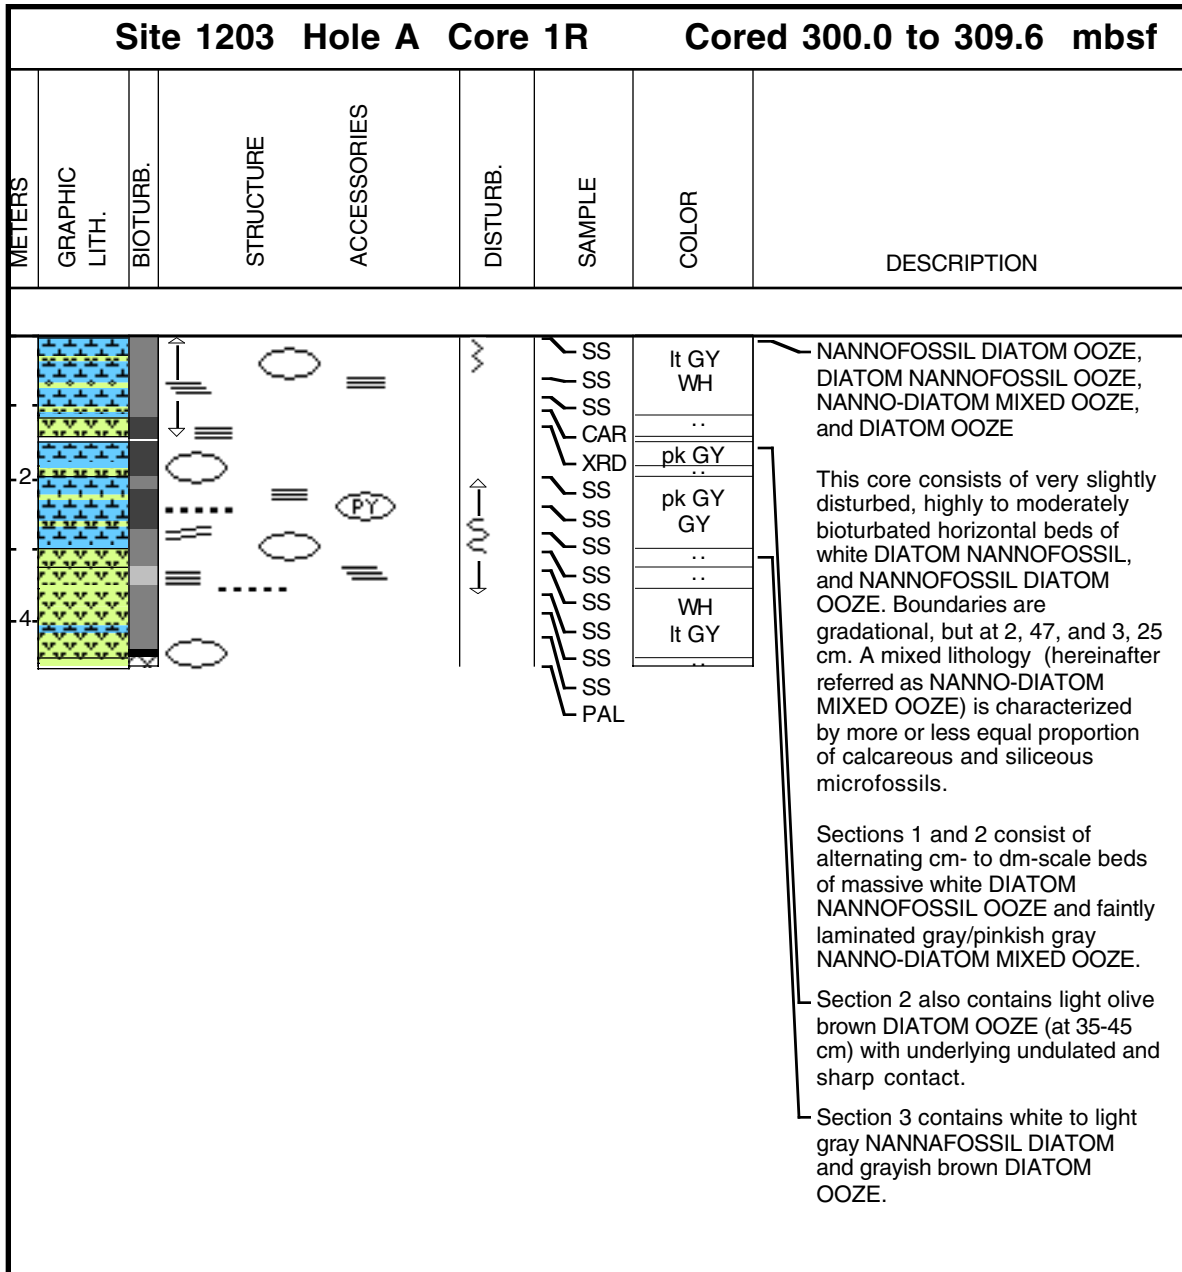 Site 1203 Hole A Core 1R Cored 300.0 to 309.6 mbsf
METERS
GRAPHIC
LITH.
BIOTURB.
STRUCTURE
ACCESSORIES
DISTURB.
SAMPLE
COLOR
DESCRIPTION
2
4
PY
SS
SS
SS
CAR
XRD
SS
SS
SS
SS
SS
SS
SS
SS
PAL
lt GY
WH
pk GY
pk GY
GY
WH
lt GY
NANNOFOSSIL DIATOM OOZE,
DIATOM NANNOFOSSIL OOZE,
NANNO-DIATOM MIXED OOZE,
and DIATOM OOZE
This core consists of very slightly
disturbed, highly to moderately
bioturbated horizontal beds of
white DIATOM NANNOFOSSIL,
and NANNOFOSSIL DIATOM
OOZE. Boundaries are
gradational, but at 2, 47, and 3, 25
cm. A mixed lithology (hereinafter
referred as NANNO-DIATOM
MIXED OOZE) is characterized
by more or less equal proportion
of calcareous and siliceous
microfossils.
Sections 1 and 2 consist of
alternating cm- to dm-scale beds
of massive white DIATOM
NANNOFOSSIL OOZE and faintly
laminated gray/pinkish gray
NANNO-DIATOM MIXED OOZE.
Section 2 also contains light olive
brown DIATOM OOZE (at 35-45
cm) with underlying undulated and
sharp contact.
Section 3 contains white to light
gray NANNAFOSSIL DIATOM
and grayish brown DIATOM
OOZE.